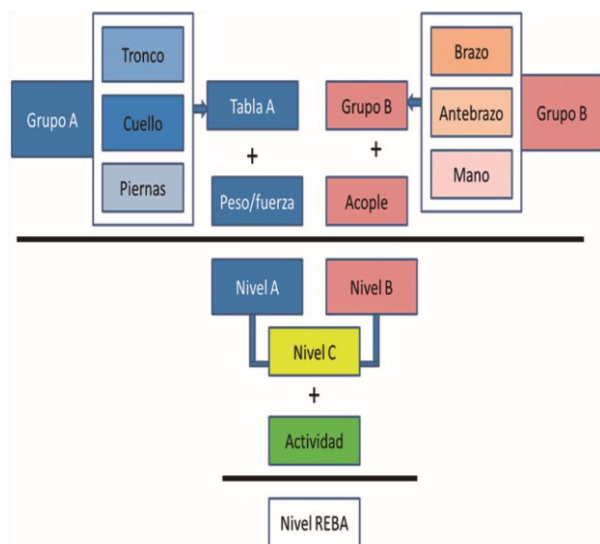 Tronco
Brazo
Grupo A
Cuello
Tabla A
Grupo B
Antebrazo
Grupo B
+
+
Piernas
Peso/fuerza
Acople
Mano
Nivel A
Nivel B
Nivel C
+
Actividad
Nivel REBA